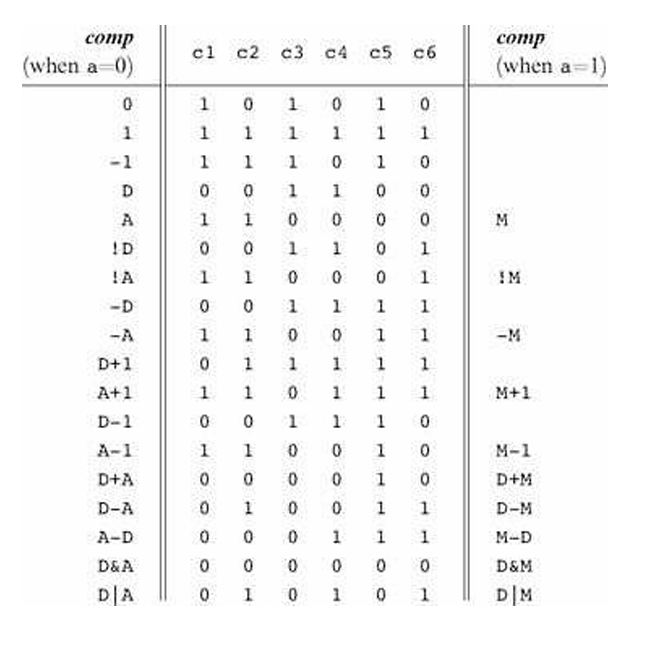 comp c1 c2 c3 c4 c5 c6 comp
(when a=0) (when a=1)
0 1 0 1 0 1 0
1 1 1 1 1 1 1
-1 1 1 1 0 1 0
D 0 0 1 1 0 0
A 1 1 0 0 0 0 M
!D 0 0 1 1 0 1
!A 1 1 0 0 0 1 !M
-D 0 0 1 1 1 1
-A 1 1 0 0 1 1 -M
D+1 0 1 1 1 1 1
A+1 1 1 0 1 1 1 M+1
D-1 0 0 1 1 1 0
A-1 1 1 0 0 1 0 M-1
D+A 0 0 0 0 1 0 D+M
D-A 0 1 0 0 1 1 D-M
A-D 0 0 0 1 1 1 M-D
D&A 0 0 0 0 0 0 D&M
D|A 0 1 0 1 0 1 D|M